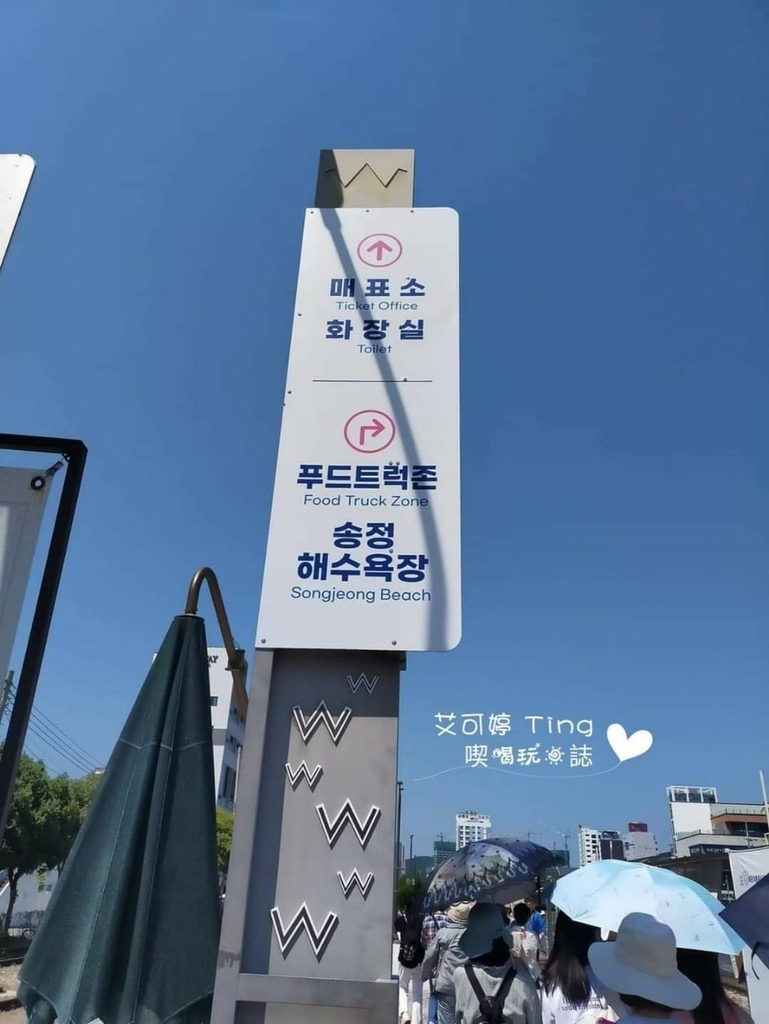 W
매표소
Ticket Office
화장실
Toilet
푸드트럭존
Food Truck Zone
송정
해수욕장
Songjeong Beach
W
W
W
W
W
W
艾可婷 Ting
喫喝玩日誌